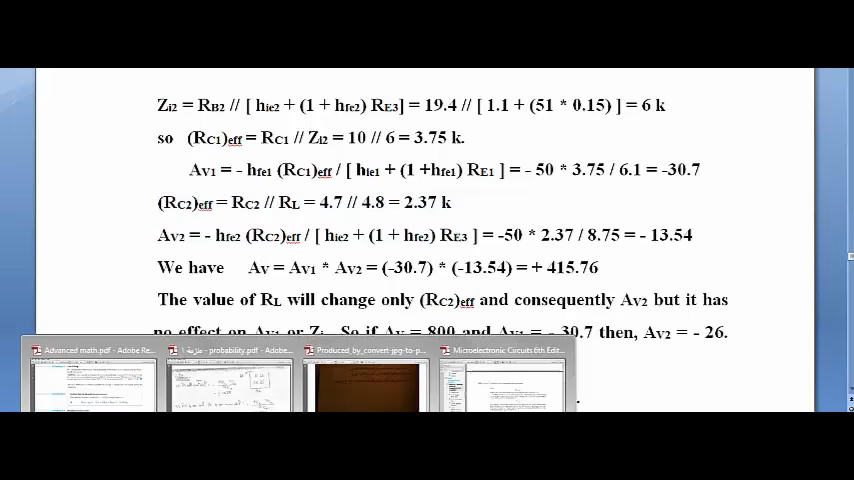 Zi2 = RB2 // [ hie2 + (1 + hfe2) RE3] = 19.4 // [ 1.1 + (51 * 0.15) ] = 6 k
so (RC1)eff = RC1 // Zi2 = 10 // 6 = 3.75 k.
AV1 = - hfe1 (RC1)eff / [ hie1 + (1 +hfe1) RE1 ] = - 50 * 3.75 / 6.1 = -30.7
(RC2)eff = RC2 // RL = 4.7 // 4.8 = 2.37 k
AV2 = - hfe2 (RC2)eff / [ hie2 + (1 + hfe2) RE3 ] = -50 * 2.37 / 8.75 = - 13.54
We have AV = AV1 * AV2 = (-30.7) * (-13.54) = + 415.76
The value of RL will change only (RC2)eff and consequently AV2 but it has
no effect on AV1 or Zi. So if AV = 800 and AV1 = - 30.7 then, AV2 = - 26.
Advanced math.pdf - Adobe Re...
probability.pdf - Adobe...
Produced_by_convert-jpg-to-p...
Microelectronic Circuits 6th Edit...